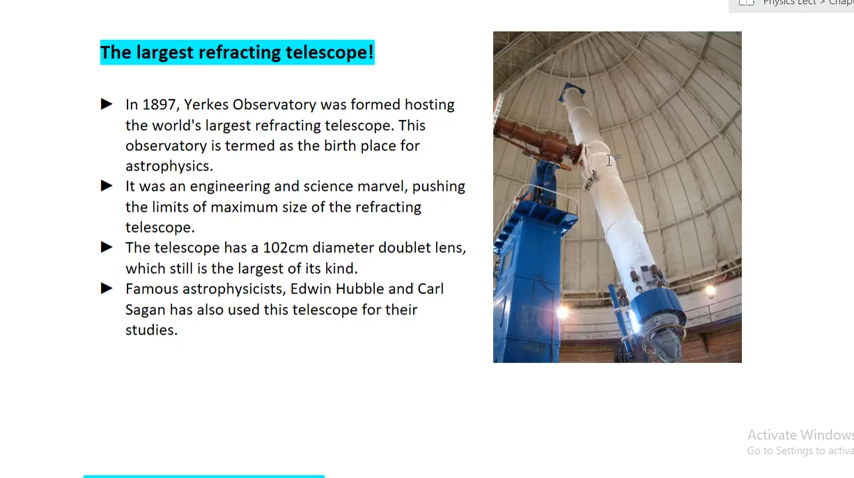 Physics Lect > Chap
The largest refracting telescope!
► In 1897, Yerkes Observatory was formed hosting
the world's largest refracting telescope. This
observatory is termed as the birth place for
astrophysics.
► It was an engineering and science marvel, pushing
the limits of maximum size of the refracting
telescope.
► The telescope has a 102cm diameter doublet lens,
which still is the largest of its kind.
► Famous astrophysicists, Edwin Hubble and Carl
Sagan has also used this telescope for their
studies.
Activate Windows
Go to Settings to activa